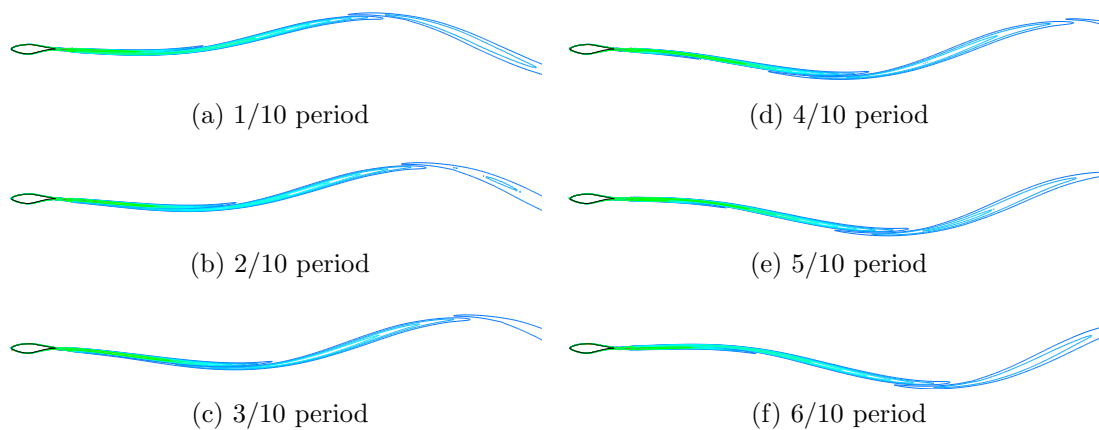 (a) 1/10 period
(d) 4/10 period
(b) 2/10 period
(e) 5/10 period
(c) 3/10 period
(f) 6/10 period